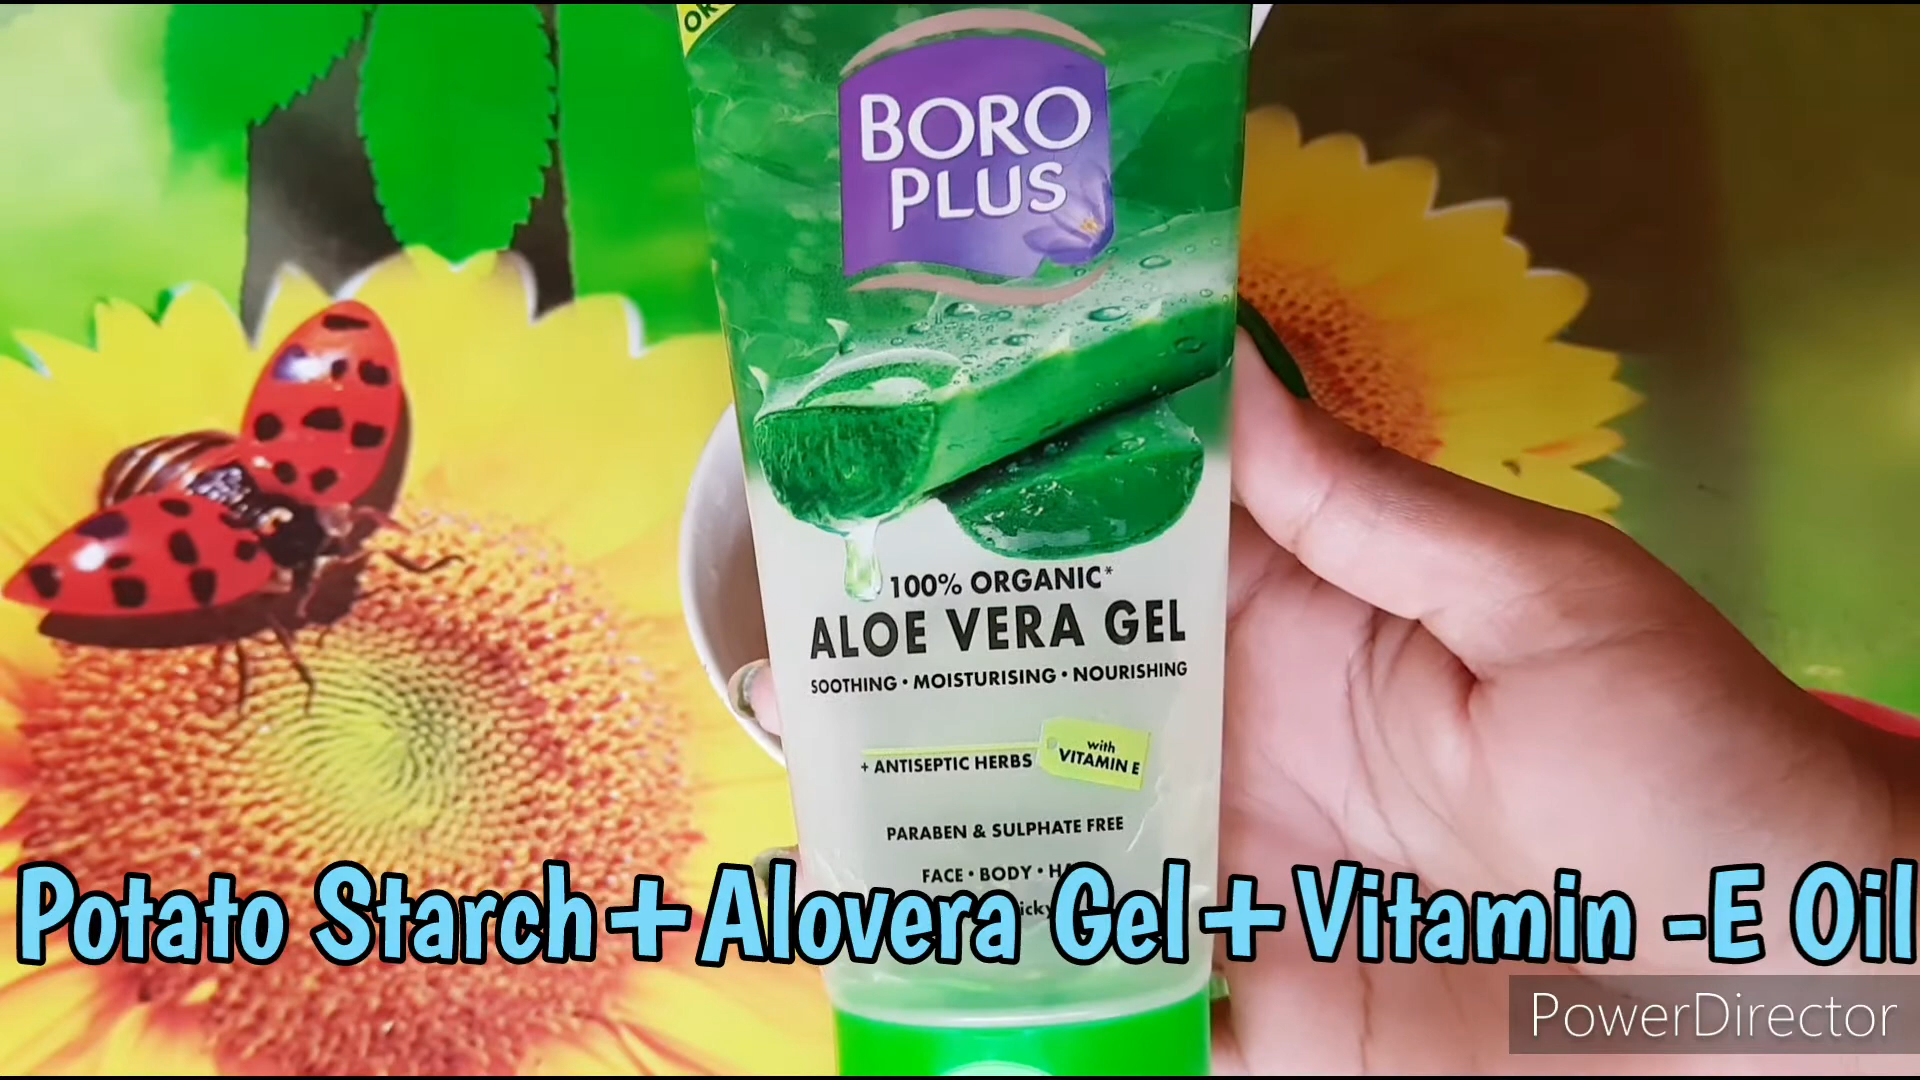 BORO
PLUS
100% ORGANIC*
ALOE VERA GEL
SOOTHING • MOISTURISING • NOURISHING
+ ANTISEPTIC HERBS
with
VITAMIN E
PARABEN & SULPHATE FREE
FACE • BODY •
Potato Starch+Alovera Gel+Vitamin -E Oil
PowerDirector